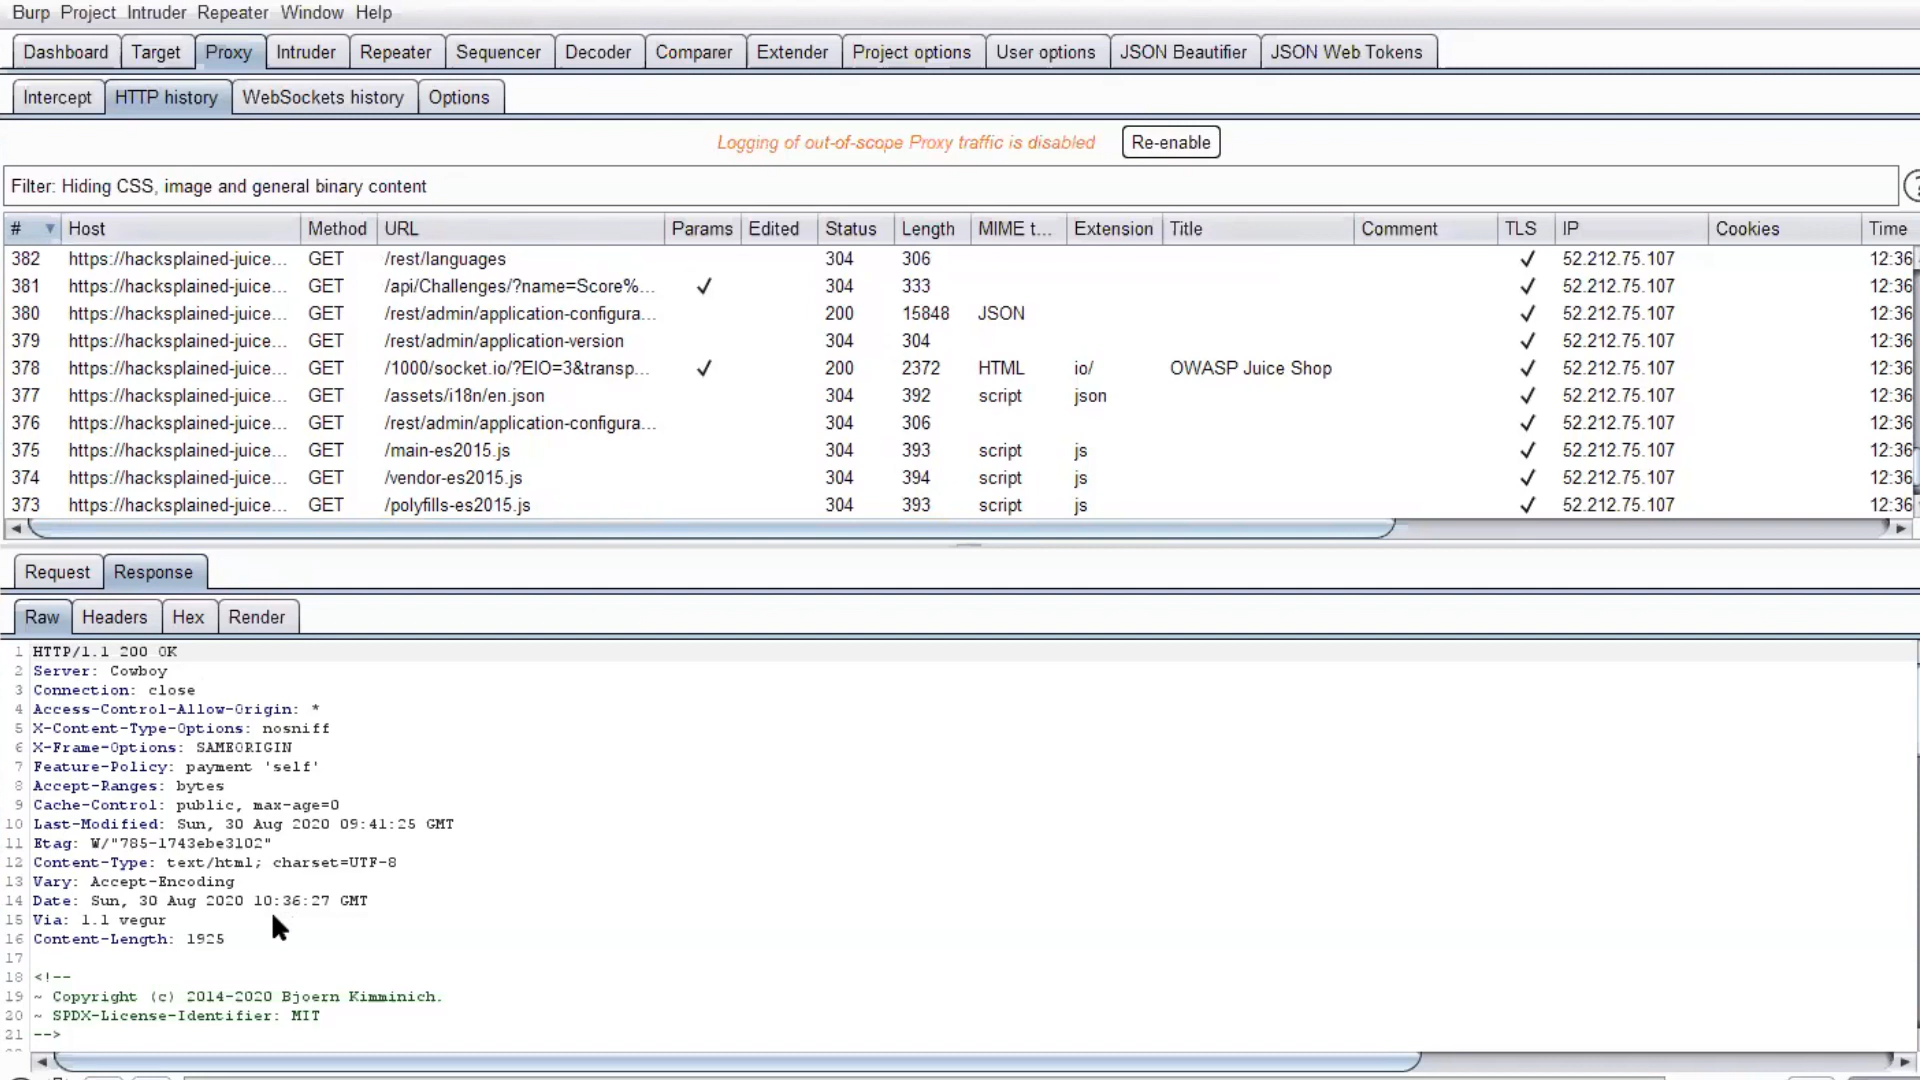 Burp Project Intruder Repeater Window Help
Dashboard Target Proxy Intruder Repeater Sequencer Decoder Comparer Extender Project options User options JSON Beautifier JSON Web Tokens
Intercept HTTP history WebSockets history Options
Logging of out-of-scope Proxy traffic is disabled Re-enable
Filter: Hiding CSS, image and general binary content ?
# Host Method URL Params Edited Status Length MIME t... Extension Title Comment TLS IP Cookies Time
382 https://hacksplained-juice... GET /rest/languages 304 306 ✓ 52.212.75.107 12:36
381 https://hacksplained-juice... GET /api/Challenges/?name=Score%... ✓ 304 333 ✓ 52.212.75.107 12:36
380 https://hacksplained-juice... GET /rest/admin/application-configura... 200 15848 JSON ✓ 52.212.75.107 12:36
379 https://hacksplained-juice... GET /rest/admin/application-version 304 304 ✓ 52.212.75.107 12:36
378 https://hacksplained-juice... GET /1000/socket.io/?EIO=3&transp... ✓ 200 2372 HTML io/ OWASP Juice Shop ✓ 52.212.75.107 12:36
377 https://hacksplained-juice... GET /assets/i18n/en.json 304 392 script json ✓ 52.212.75.107 12:36
376 https://hacksplained-juice... GET /rest/admin/application-configura... 304 306 ✓ 52.212.75.107 12:36
375 https://hacksplained-juice... GET /main-es2015.js 304 393 script js ✓ 52.212.75.107 12:36
374 https://hacksplained-juice... GET /vendor-es2015.js 304 394 script js ✓ 52.212.75.107 12:36
373 https://hacksplained-juice... GET /polyfills-es2015.js 304 393 script js ✓ 52.212.75.107 12:36
Request Response
Raw Headers Hex Render
1 HTTP/1.1 200 OK
2 Server: Cowboy
3 Connection: close
4 Access-Control-Allow-Origin: *
5 X-Content-Type-Options: nosniff
6 X-Frame-Options: SAMEORIGIN
7 Feature-Policy: payment 'self'
8 Accept-Ranges: bytes
9 Cache-Control: public, max-age=0
10 Last-Modified: Sun, 30 Aug 2020 09:41:25 GMT
11 Etag: W/"785-1743ebe3102"
12 Content-Type: text/html; charset=UTF-8
13 Vary: Accept-Encoding
14 Date: Sun, 30 Aug 2020 10:36:27 GMT
15 Via: 1.1 vegur
16 Content-Length: 1925
17
18 <!--
19 ~ Copyright (c) 2014-2020 Bjoern Kimminich.
20 ~ SPDX-License-Identifier: MIT
21 -->